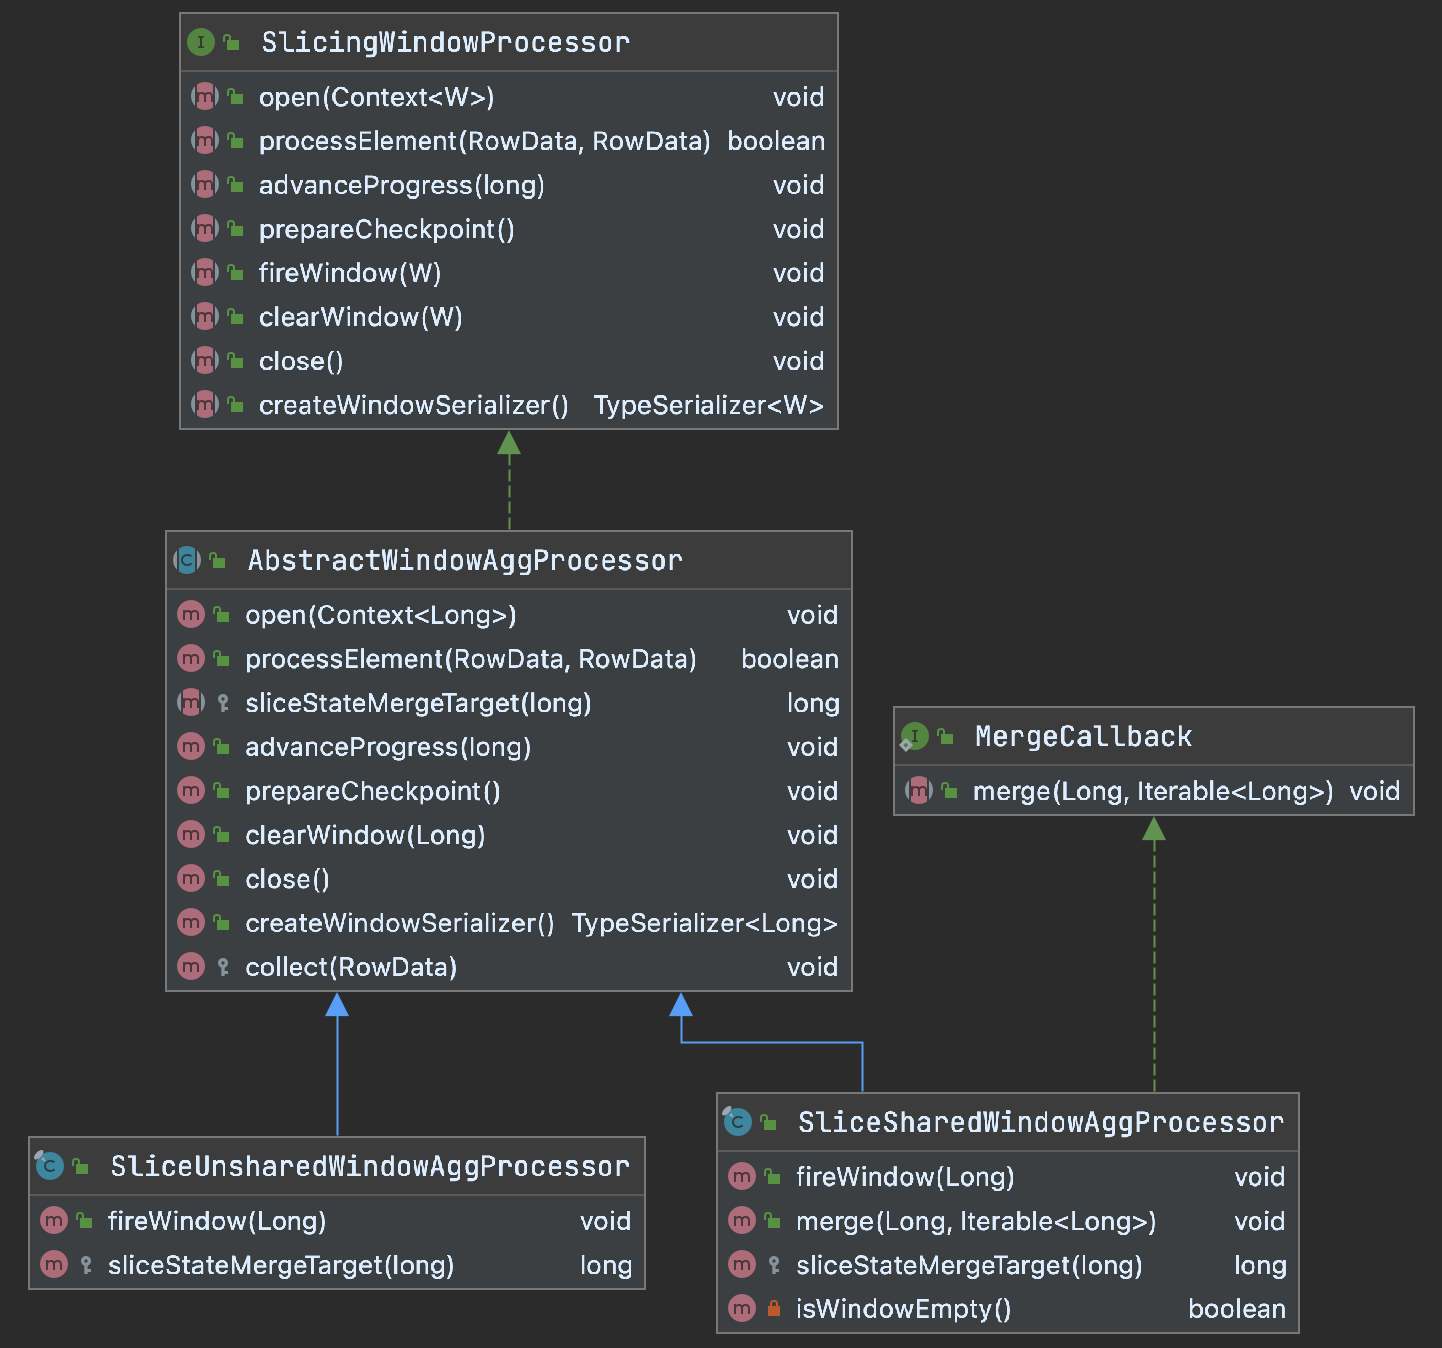 SlicingWindowProcessor
open(Context<W>) void
processElement(RowData, RowData) boolean
advanceProgress(long) void
prepareCheckpoint() void
fireWindow(W) void
clearWindow(W) void
close() void
createWindowSerializer() TypeSerializer<W>
AbstractWindowAggProcessor
open(Context<Long>) void
processElement(RowData, RowData) boolean
sliceStateMergeTarget(long) long
advanceProgress(long) void
prepareCheckpoint() void
clearWindow(Long) void
close() void
createWindowSerializer() TypeSerializer<Long>
collect(RowData) void
MergeCallback
merge(Long, Iterable<Long>) void
SliceUnsharedWindowAggProcessor
fireWindow(Long) void
sliceStateMergeTarget(long) long
SliceSharedWindowAggProcessor
fireWindow(Long) void
merge(Long, Iterable<Long>) void
sliceStateMergeTarget(long) long
isWindowEmpty() boolean